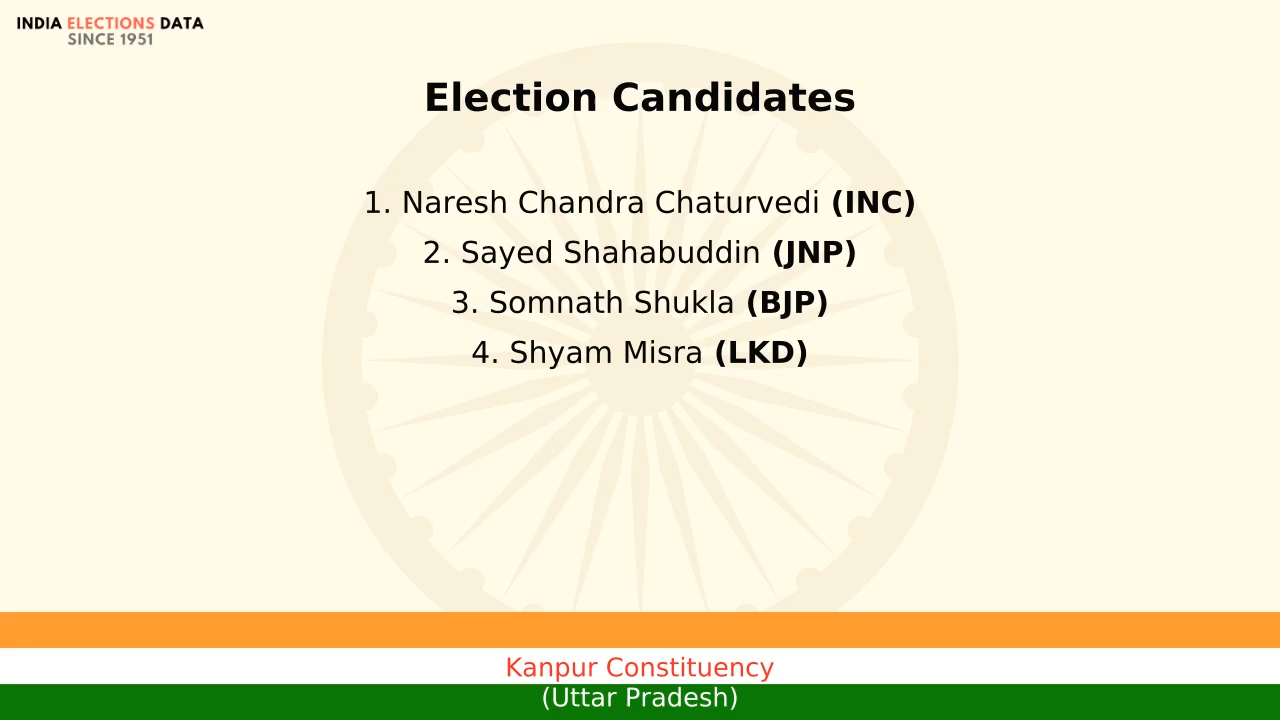 INDIA ELECTIONS DATA
SINCE 1951
Election Candidates
1. Naresh Chandra Chaturvedi (INC)
2. Sayed Shahabuddin (JNP)
3. Somnath Shukla (BJP)
4. Shyam Misra (LKD)
Kanpur Constituency
(Uttar Pradesh)